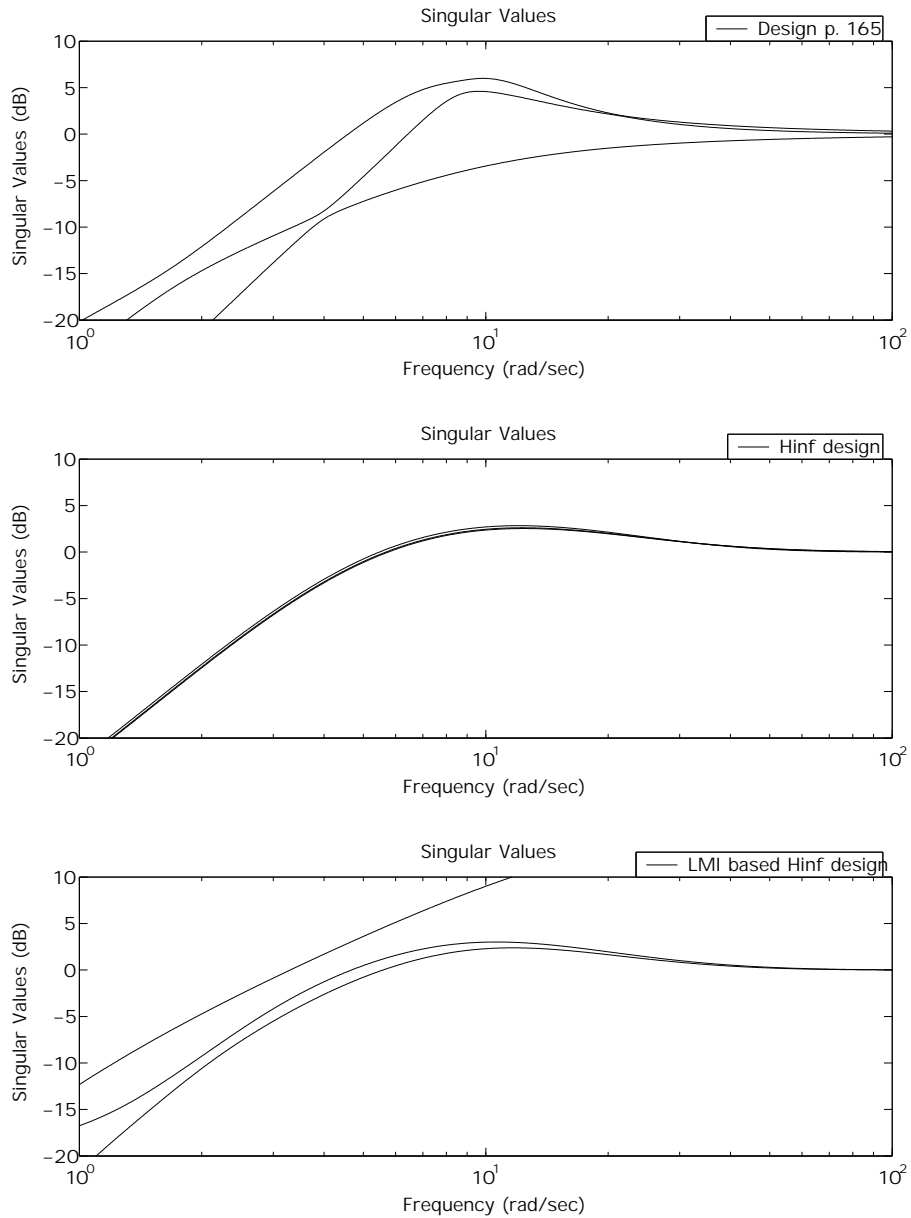 Singular Values
Design p. 165
10
5
0
−5
−10
−15
−20
Singular Values (dB)
10^0
10^1
10^2
Frequency (rad/sec)
Singular Values
Hinf design
10
5
0
−5
−10
−15
−20
Singular Values (dB)
10^0
10^1
10^2
Frequency (rad/sec)
Singular Values
LMI based Hinf design
10
5
0
−5
−10
−15
−20
Singular Values (dB)
10^0
10^1
10^2
Frequency (rad/sec)